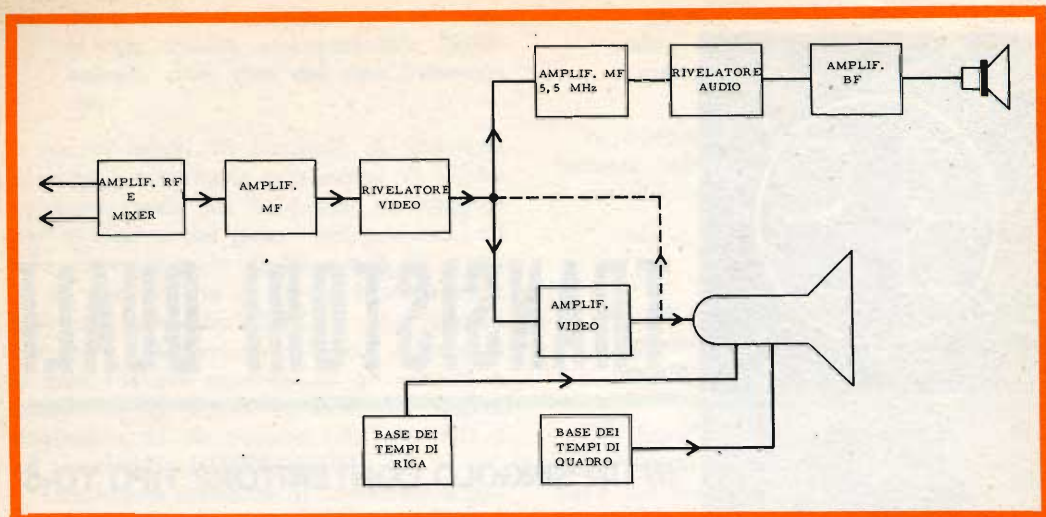 AMPLIF. MF
5,5 MHz
RIVELATORE
AUDIO
AMPLIF.
BF
AMPLIF. RF
E
MIXER
AMPLIF.
MF
RIVELATORE
VIDEO
AMPLIF.
VIDEO
BASE DEI
TEMPI DI
RIGA
BASE DEI
TEMPI DI
QUADRO